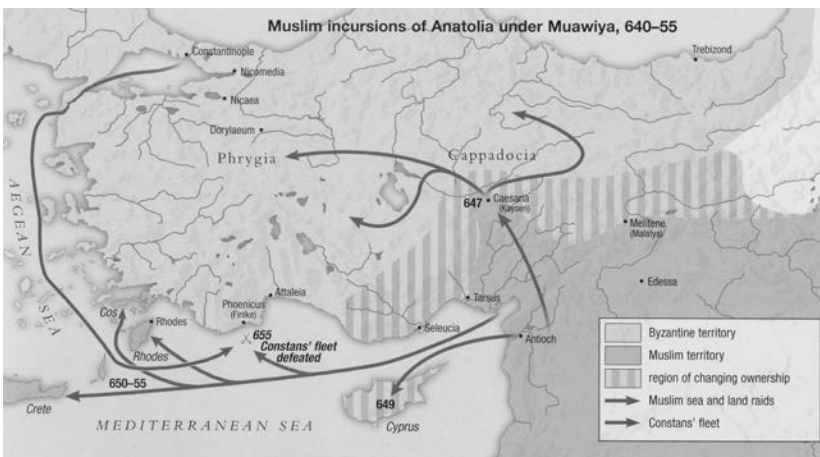 Muslim incursions of Anatolia under Muawiya, 640–55
Constantinople
Trebizond
Nicomedia
Nicaea
Dorylaeum
Phrygia
Cappadocia
AEGEAN
SEA
647
Caesaria
(Kayseri)
Melitene
(Malatya)
Edessa
Attaleia
Tarsus
Cos
Rhodes
Phoenicus
(Finike)
Seleucia
Antioch
Rhodes
655
Constans' fleet
defeated
650–55
Crete
649
Cyprus
MEDITERRANEAN SEA
Byzantine territory
Muslim territory
region of changing ownership
Muslim sea and land raids
Constans' fleet